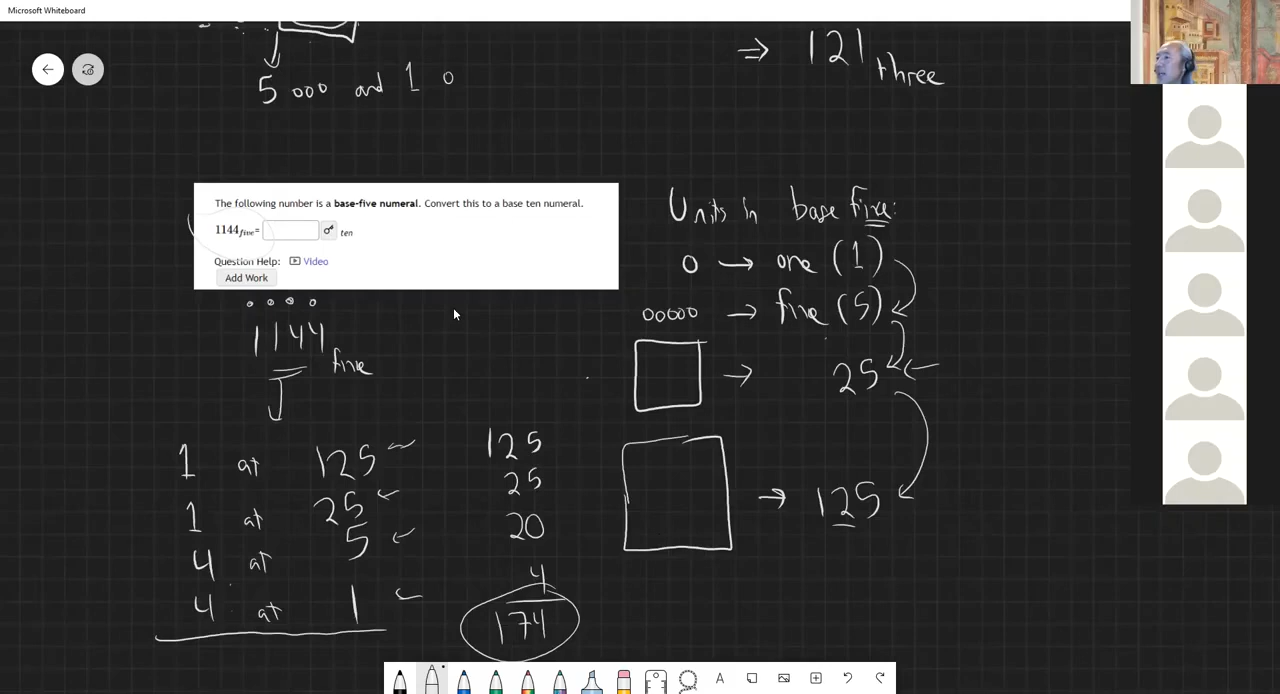 Microsoft Whiteboard
5 000 and 1 0
⇒ 121 three
The following number is a base-five numeral. Convert this to a base ten numeral.
1144five= ten
Question Help: Video
Add Work
1144 five
1 at 125
1 at 25
4 at 5
4 at 1
125
25
20
4
174
Units in base five:
0 → one (1)
00000 → five (5)
→ 25
→ 125
A